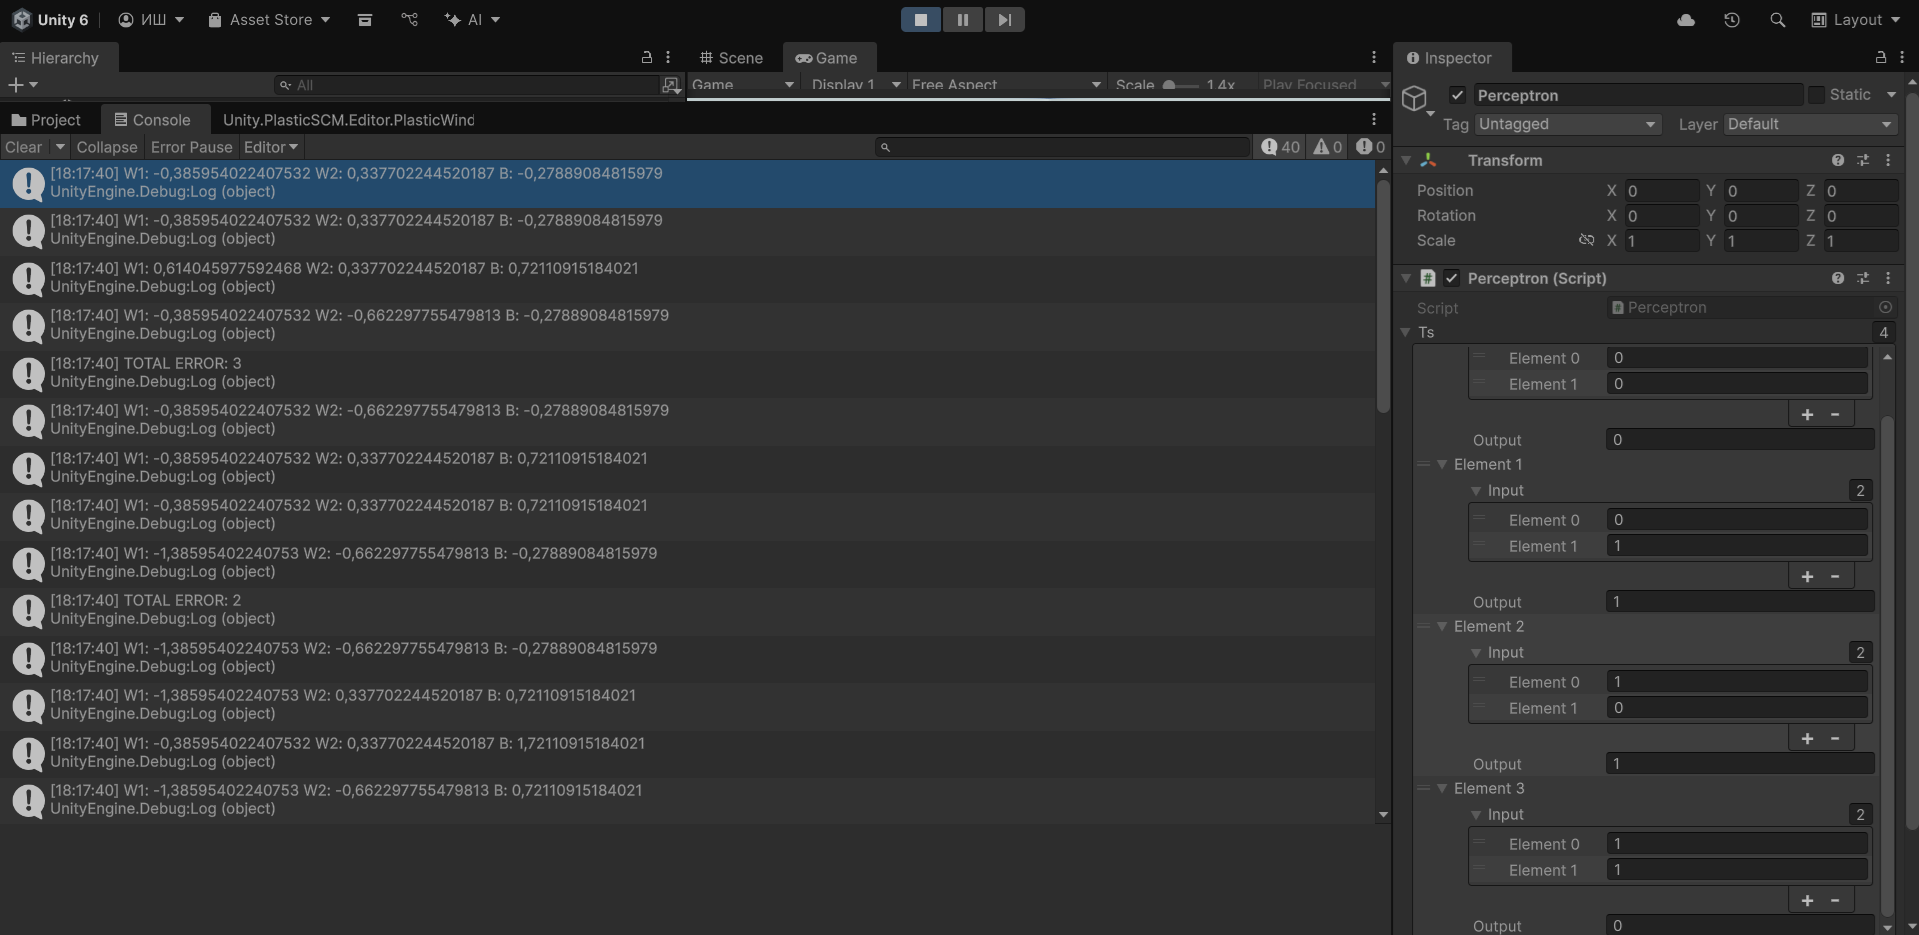 Unity 6
ИШ
Asset Store
AI
Layout
Hierarchy
Scene
Game
Inspector
All
Game
Display 1
Free Aspect
Scale
1.4x
Play Focused
Perceptron
Static
Tag
Untagged
Layer
Default
Project
Console
Unity.PlasticSCM.Editor.PlasticWind
Clear
Collapse
Error Pause
Editor
40
0
0
[18:17:40] W1: -0,385954022407532 W2: 0,337702244520187 B: -0,27889084815979
UnityEngine.Debug:Log (object)
[18:17:40] W1: -0,385954022407532 W2: 0,337702244520187 B: -0,27889084815979
UnityEngine.Debug:Log (object)
[18:17:40] W1: 0,614045977592468 W2: 0,337702244520187 B: 0,72110915184021
UnityEngine.Debug:Log (object)
[18:17:40] W1: -0,385954022407532 W2: -0,662297755479813 B: -0,27889084815979
UnityEngine.Debug:Log (object)
[18:17:40] TOTAL ERROR: 3
UnityEngine.Debug:Log (object)
[18:17:40] W1: -0,385954022407532 W2: -0,662297755479813 B: -0,27889084815979
UnityEngine.Debug:Log (object)
[18:17:40] W1: -0,385954022407532 W2: 0,337702244520187 B: 0,72110915184021
UnityEngine.Debug:Log (object)
[18:17:40] W1: -0,385954022407532 W2: 0,337702244520187 B: 0,72110915184021
UnityEngine.Debug:Log (object)
[18:17:40] W1: -1,38595402240753 W2: -0,662297755479813 B: -0,27889084815979
UnityEngine.Debug:Log (object)
[18:17:40] TOTAL ERROR: 2
UnityEngine.Debug:Log (object)
[18:17:40] W1: -1,38595402240753 W2: -0,662297755479813 B: -0,27889084815979
UnityEngine.Debug:Log (object)
[18:17:40] W1: -1,38595402240753 W2: 0,337702244520187 B: 0,72110915184021
UnityEngine.Debug:Log (object)
[18:17:40] W1: -0,385954022407532 W2: 0,337702244520187 B: 1,72110915184021
UnityEngine.Debug:Log (object)
[18:17:40] W1: -1,38595402240753 W2: -0,662297755479813 B: 0,72110915184021
UnityEngine.Debug:Log (object)
Transform
Position X 0 Y 0 Z 0
Rotation X 0 Y 0 Z 0
Scale X 1 Y 1 Z 1
# Perceptron (Script)
Script Perceptron
Ts 4
Element 0 0
Element 1 0
+ -
Output 0
Element 1
Input 2
Element 0 0
Element 1 1
+ -
Output 1
Element 2
Input 2
Element 0 1
Element 1 0
+ -
Output 1
Element 3
Input 2
Element 0 1
Element 1 1
+ -
Output 0